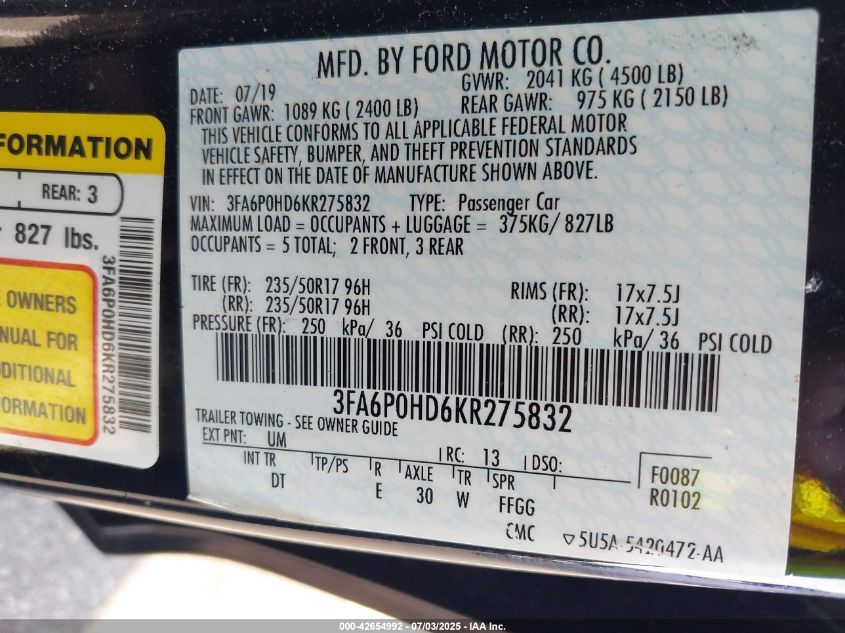 FORMATION
REAR: 3
827 lbs.
3FA6P0HD6KR275832
OWNERS
NUAL FOR
DDITIONAL
FORMATION
MFD. BY FORD MOTOR CO.
DATE: 07/19 GVWR: 2041 KG ( 4500 LB)
FRONT GAWR: 1089 KG ( 2400 LB) REAR GAWR: 975 KG ( 2150 LB)
THIS VEHICLE CONFORMS TO ALL APPLICABLE FEDERAL MOTOR
VEHICLE SAFETY, BUMPER, AND THEFT PREVENTION STANDARDS
IN EFFECT ON THE DATE OF MANUFACTURE SHOWN ABOVE.
VIN: 3FA6P0HD6KR275832 TYPE: Passenger Car
MAXIMUM LOAD = OCCUPANTS + LUGGAGE = 375KG/ 827LB
OCCUPANTS = 5 TOTAL; 2 FRONT, 3 REAR
TIRE (FR): 235/50R17 96H RIMS (FR): 17x7.5J
(RR): 235/50R17 96H (RR): 17x7.5J
PRESSURE (FR): 250 kPa/ 36 PSI COLD (RR): 250 kPa/ 36 PSI COLD
3FA6P0HD6KR275832
TRAILER TOWING - SEE OWNER GUIDE
EXT PNT: UM RC: 13 DSO:
INT TR TP/PS R AXLE TR SPR F0087
DT E 30 W FFGG R0102
CMC 5U5A-5420472-AA
000-42654992 - 07/03/2025 - IAA Inc.